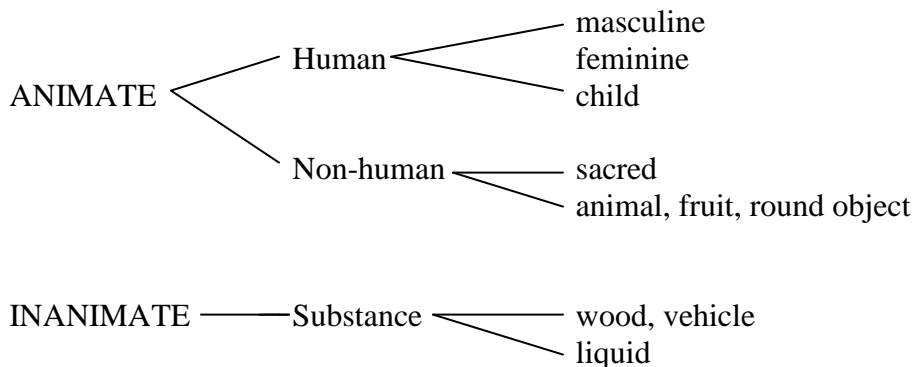 masculine
Human feminine
ANIMATE child
Non-human sacred
animal, fruit, round object
INANIMATE Substance wood, vehicle
liquid